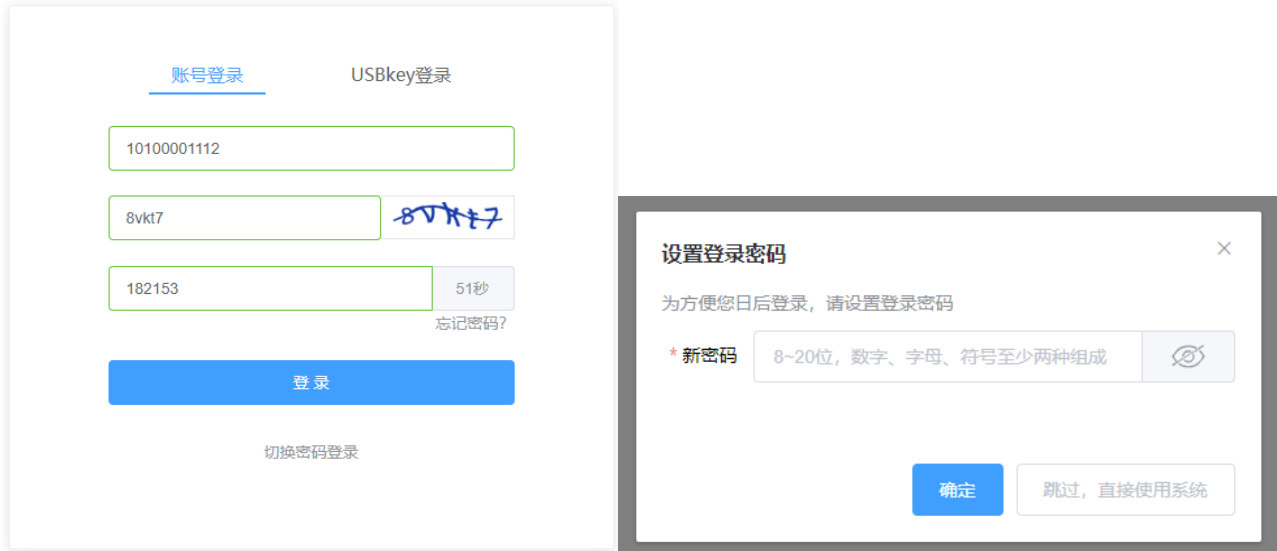 账号登录
USBkey登录
10100001112
8vkt7
8Vkt7
182153
51秒
忘记密码?
登 录
切换密码登录
设置登录密码
为方便您日后登录，请设置登录密码
* 新密码
8~20位，数字、字母、符号至少两种组成
确定
跳过，直接使用系统